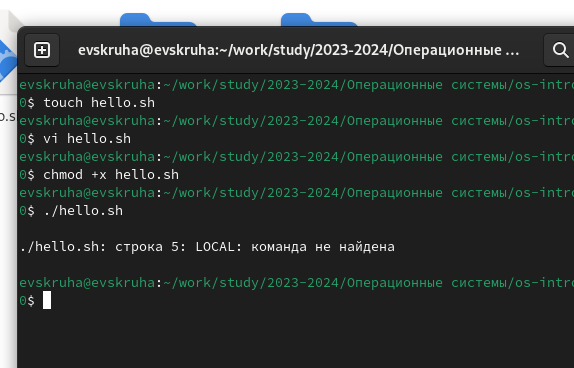 evskruha@evskruha:~/work/study/2023-2024/Операционные ...
evskruha@evskruha:~/work/study/2023-2024/Операционные системы/os-intro
0$ touch hello.sh
evskruha@evskruha:~/work/study/2023-2024/Операционные системы/os-intro
0$ vi hello.sh
evskruha@evskruha:~/work/study/2023-2024/Операционные системы/os-intro
0$ chmod +x hello.sh
evskruha@evskruha:~/work/study/2023-2024/Операционные системы/os-intro
0$ ./hello.sh
./hello.sh: строка 5: LOCAL: команда не найдена
evskruha@evskruha:~/work/study/2023-2024/Операционные системы/os-intro
0$